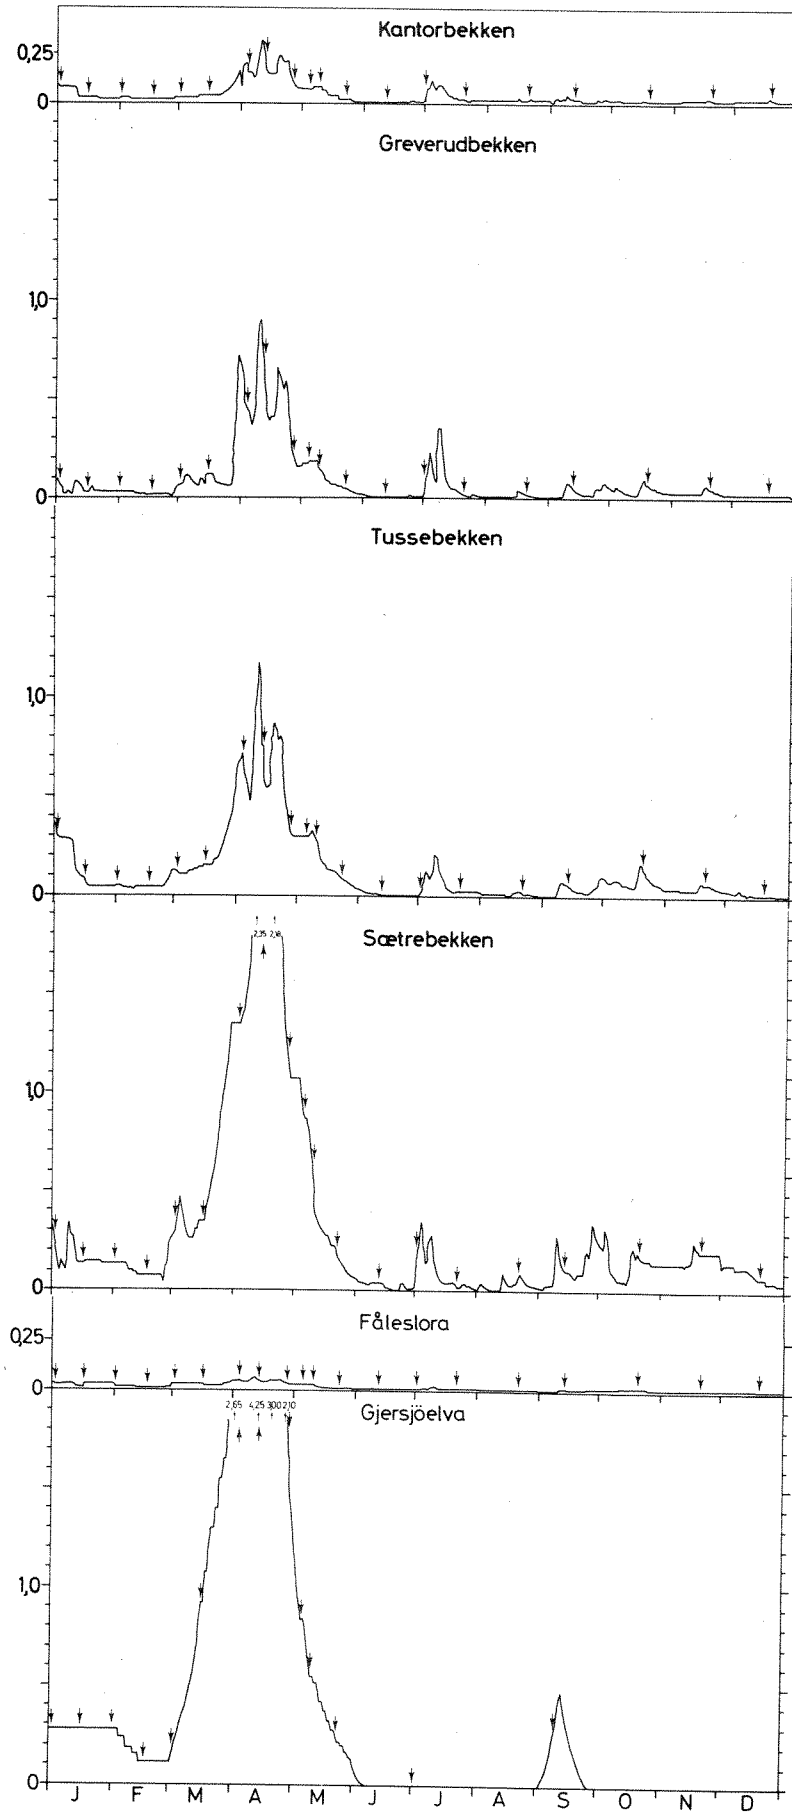 Kantorbekken
0,25
0
Greverudbekken
1,0
0
Tussebekken
1,0
0
2,35 2,18
Sætrebekken
1,0
0
Fåleslora
0,25
0
2,65 4,25 3,00 2,10
Gjersjöelva
1,0
0
J F M A M J J A S O N D